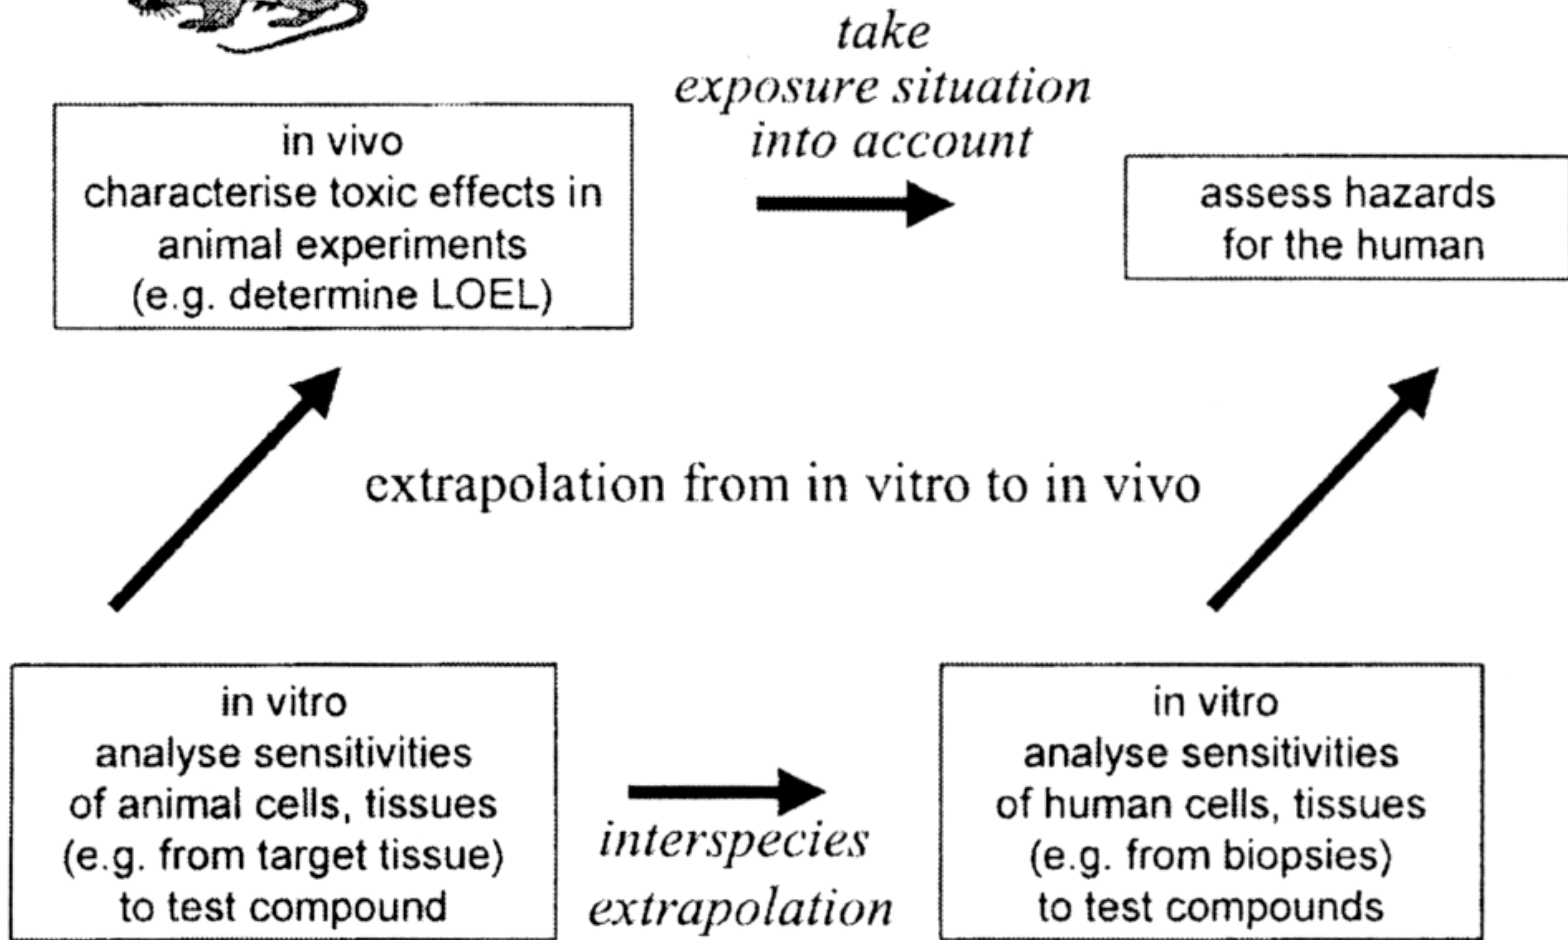 take
exposure situation
into account
in vivo
characterise toxic effects in
animal experiments
(e.g. determine LOEL)
assess hazards
for the human
extrapolation from in vitro to in vivo
in vitro
analyse sensitivities
of animal cells, tissues
(e.g. from target tissue)
to test compound
interspecies
extrapolation
in vitro
analyse sensitivities
of human cells, tissues
(e.g. from biopsies)
to test compounds